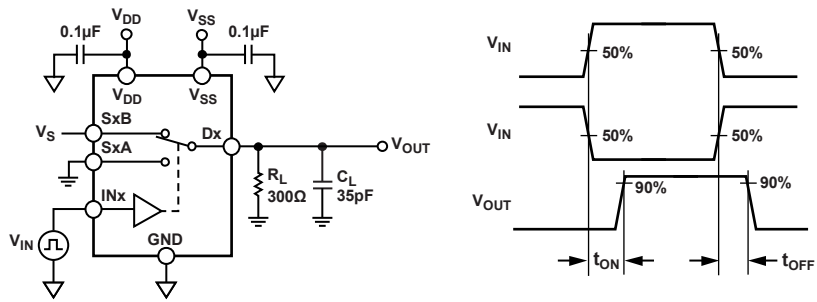 VDD
VSS
0.1µF
0.1µF
VDD
VSS
VS
SxB
SxA
Dx
VOUT
RL
300Ω
CL
35pF
INx
VIN
GND
VIN
50%
50%
VIN
50%
50%
VOUT
90%
90%
tON
tOFF